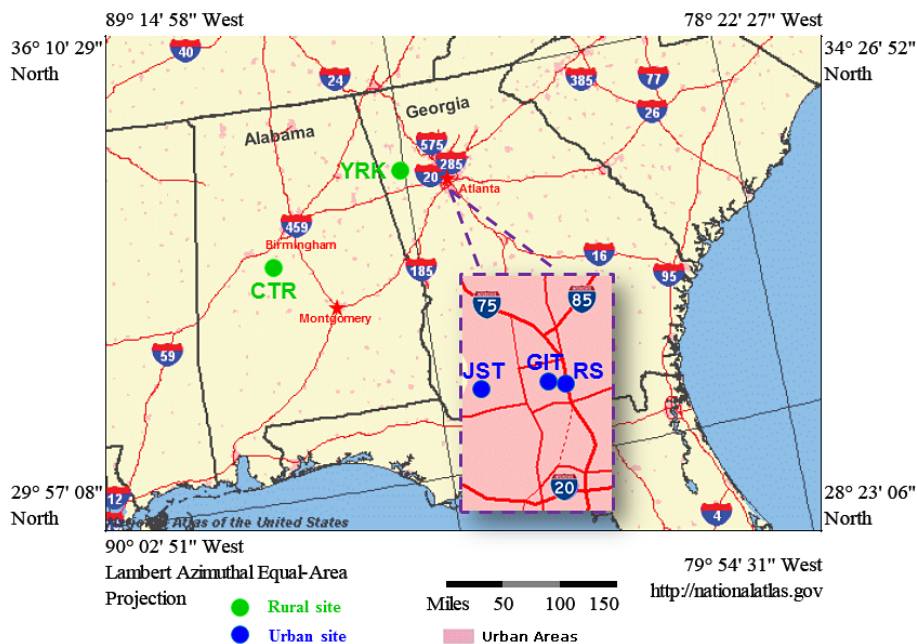 89° 14' 58" West
78° 22' 27" West
36° 10' 29"
North
34° 26' 52"
North
40
24
385
77
26
Georgia
Alabama
575
285
YRK
20
Atlanta
459
Birmingham
CTR
185
16
95
Montgomery
75
85
59
JST
GIT
RS
20
12
4
National Atlas of the United States
29° 57' 08"
North
28° 23' 06"
North
90° 02' 51" West
79° 54' 31" West
Lambert Azimuthal Equal-Area
Projection
http://nationalatlas.gov
Miles 50 100 150
Rural site
Urban site
Urban Areas